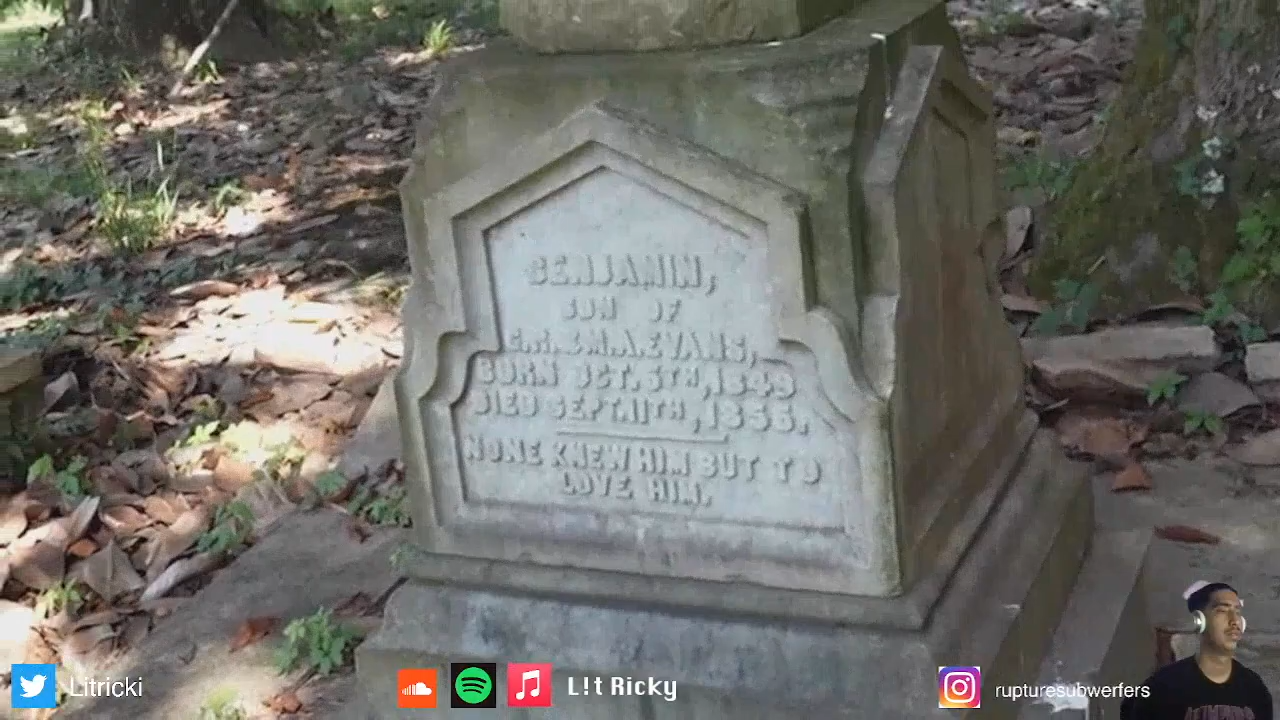 BENJAMIN,
SON OF
& M.A. EVANS,
BORN OCT. 5TH, 1849
DIED SEPT. 11TH, 1856.
NONE KNEW HIM BUT TO
LOVE HIM.
Litricki
L!t Ricky
rupturesubwerfers